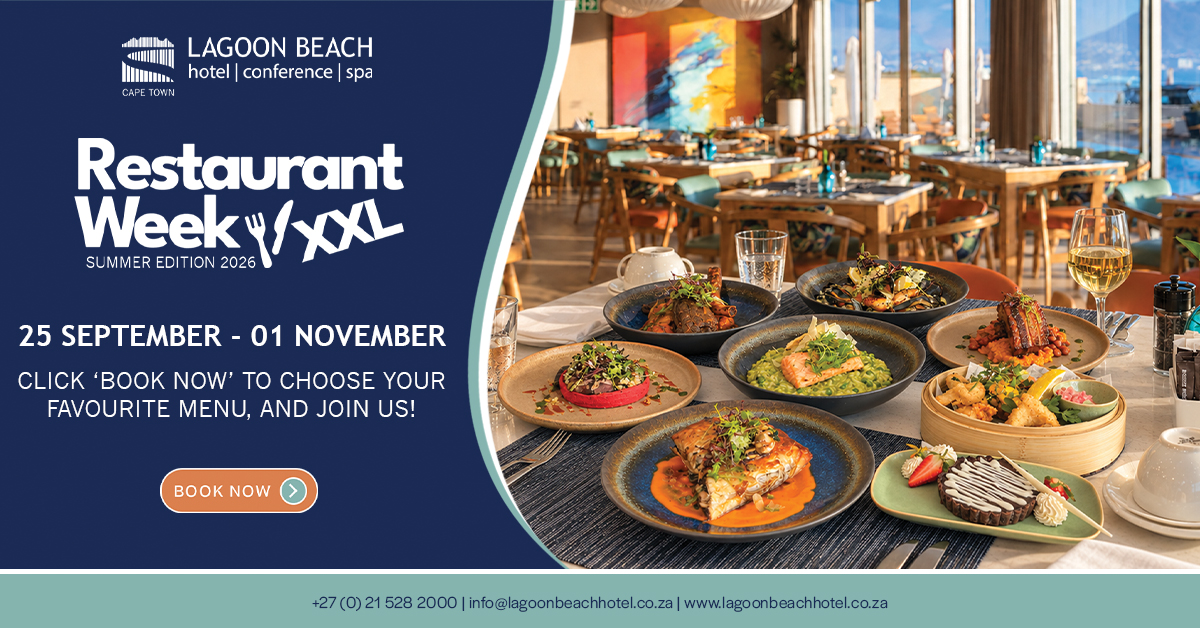 LAGOON BEACH
hotel | conference | spa
CAPE TOWN
Restaurant
Week XXL
SUMMER EDITION 2026
25 SEPTEMBER - 01 NOVEMBER
CLICK ‘BOOK NOW’ TO CHOOSE YOUR
FAVOURITE MENU, AND JOIN US!
BOOK NOW
+27 (0) 21 528 2000 | info@lagoonbeachhotel.co.za | www.lagoonbeachhotel.co.za